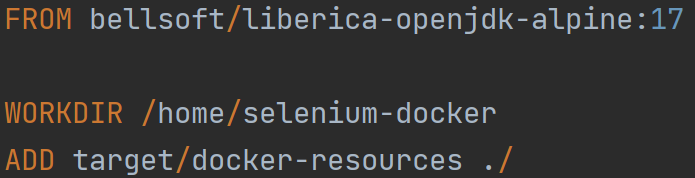 FROM bellsoft/liberica-openjdk-alpine:17
WORKDIR /home/selenium-docker
ADD target/docker-resources ./